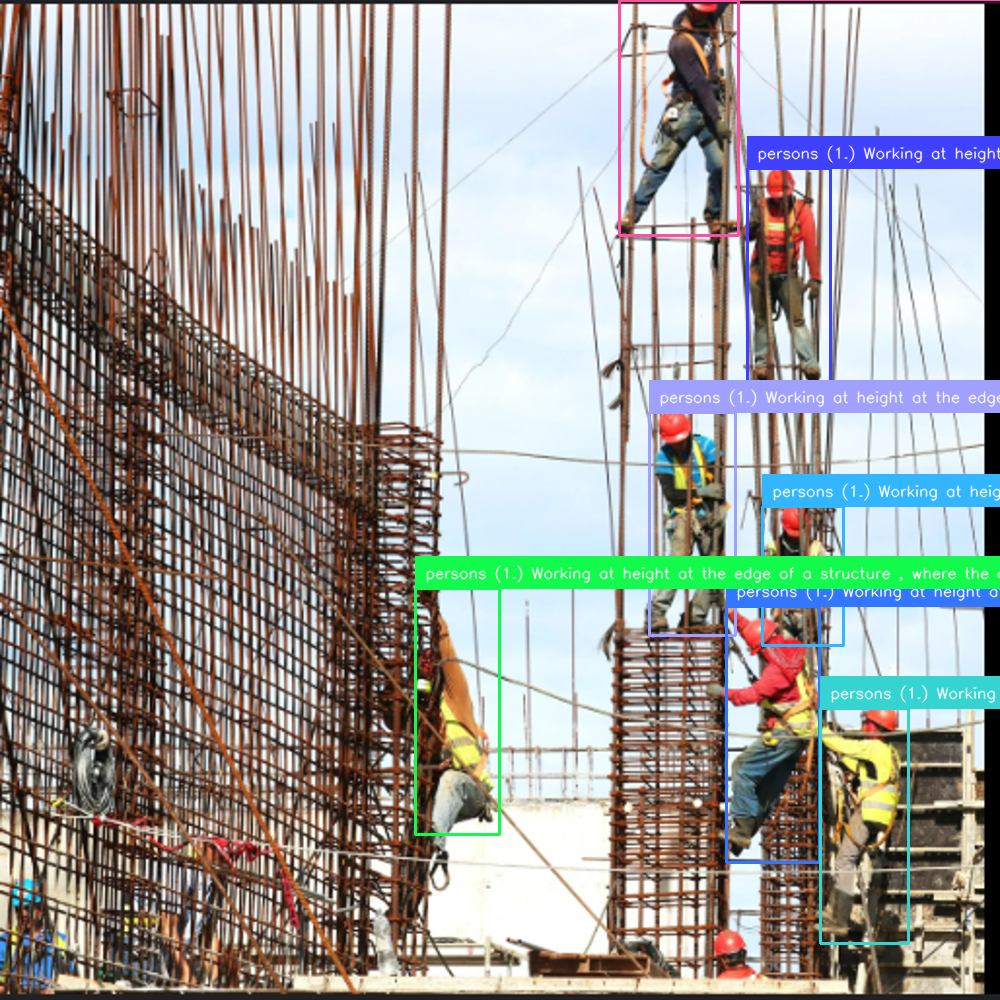 persons (1.) Working at height
persons (1.) Working at height at the edge
persons (1.) Working at heig
persons (1.) Working at height at the edge of a structure , where the
persons (1.) Working at height a
persons (1.) Working